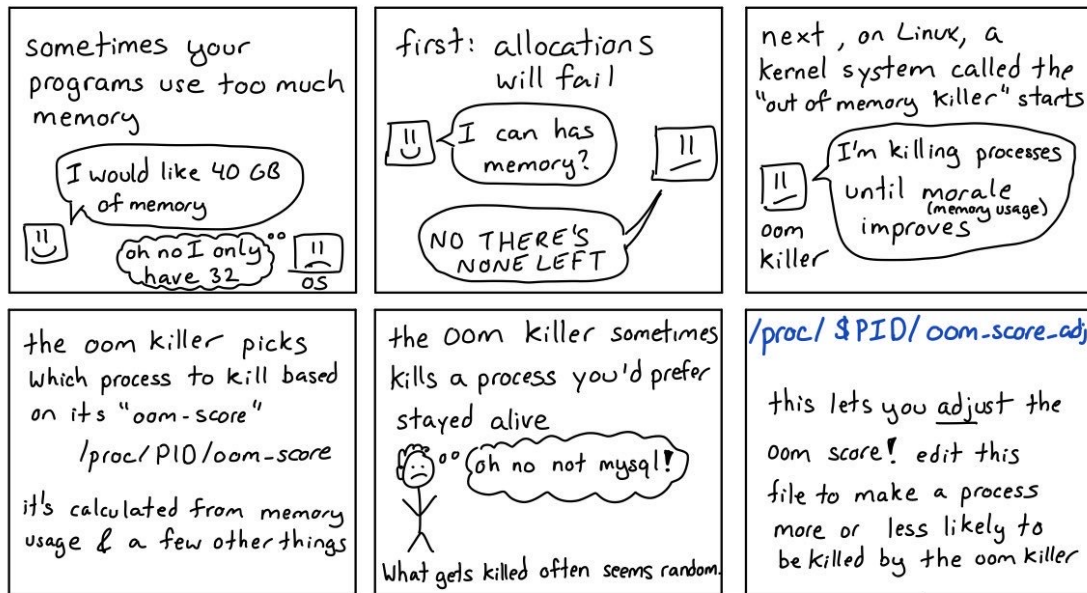 sometimes your
programs use too much
memory
I would like 40 GB
of memory
oh no I only
have 32
OS
first: allocations
will fail
I can has
memory?
NO THERE'S
NONE LEFT
next, on Linux, a
kernel system called the
"out of memory killer" starts
I'm killing processes
until morale
(memory usage)
improves
oom
killer
the oom killer picks
which process to kill based
on its "oom-score"
/proc/PID/oom-score
it's calculated from memory
usage & a few other things
the oom killer sometimes
kills a process you'd prefer
stayed alive
oh no not mysql!
What gets killed often seems random.
/proc/$PID/oom-score_adj
this lets you adjust the
oom score! edit this
file to make a process
more or less likely to
be killed by the oom killer